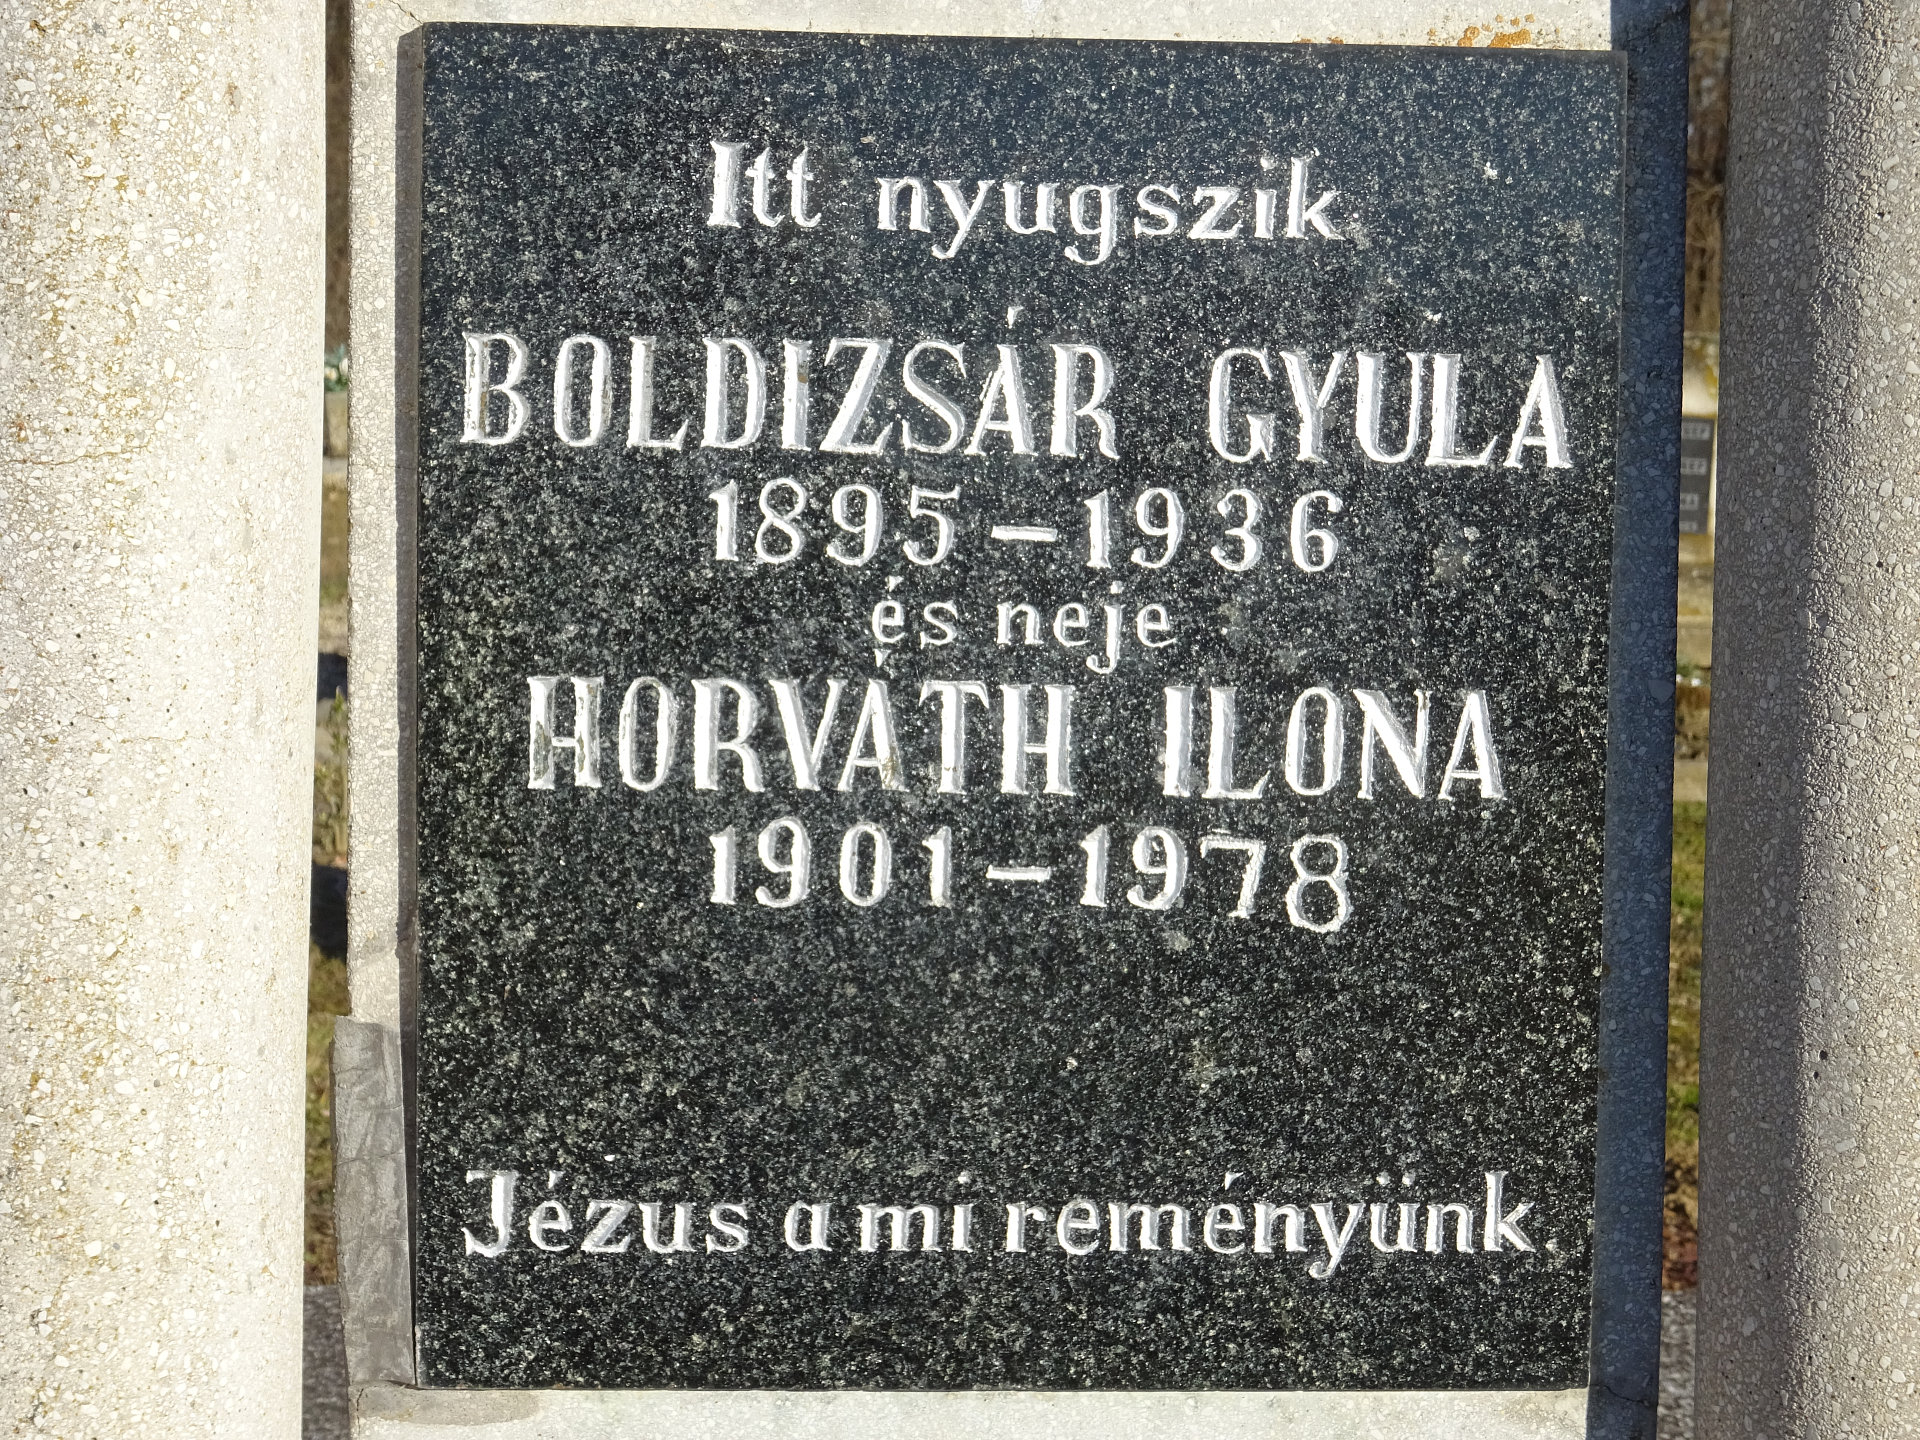 Itt nyugszik
BOLDIZSÁR GYULA
1895-1936
és neje
HORVÁTH ILONA
1901-1978
Jézus a mi reményünk.